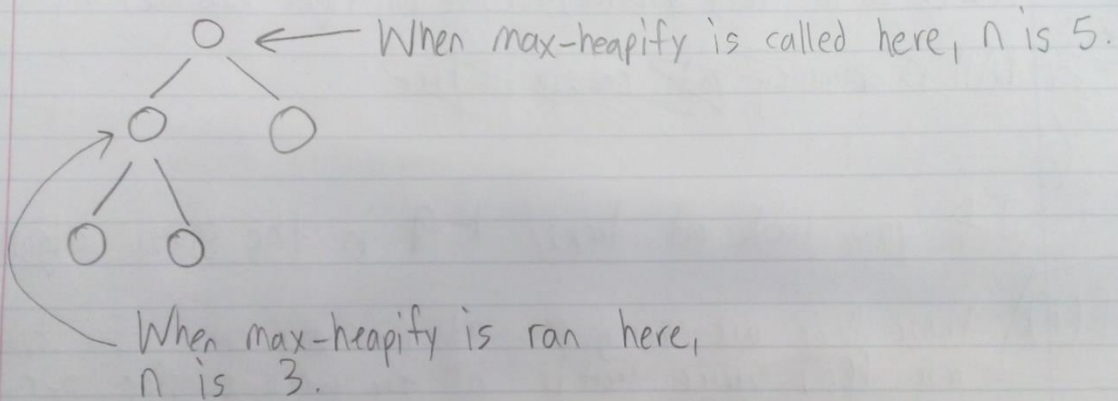 When max-heapify is called here, n is 5.
When max-heapify is ran here,
n is 3.